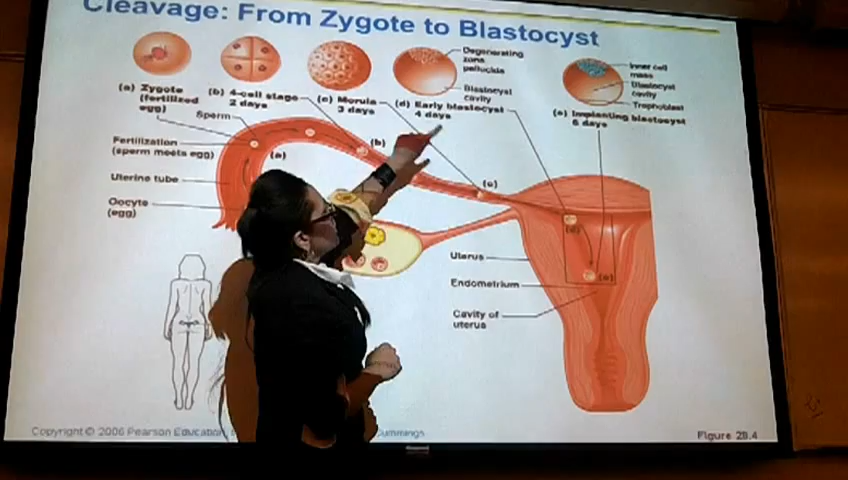 Cleavage: From Zygote to Blastocyst
Degenerating
zona
pellucida
Blastocyst
cavity
Inner cell
mass
Blastocyst
cavity
Trophoblast
(a) Zygote
(fertilized
egg)
(b) 4-cell stage
2 days
(c) Morula
3 days
(d) Early blastocyst
4 days
(e) Implanting blastocyst
6 days
Sperm
Fertilization
(sperm meets egg)
(a)
(b)
(c)
(d)
(e)
Uterine tube
Oocyte
(egg)
Uterus
Endometrium
Cavity of
uterus
Copyright © 2006 Pearson Education,
Cummings
Figure 28.4